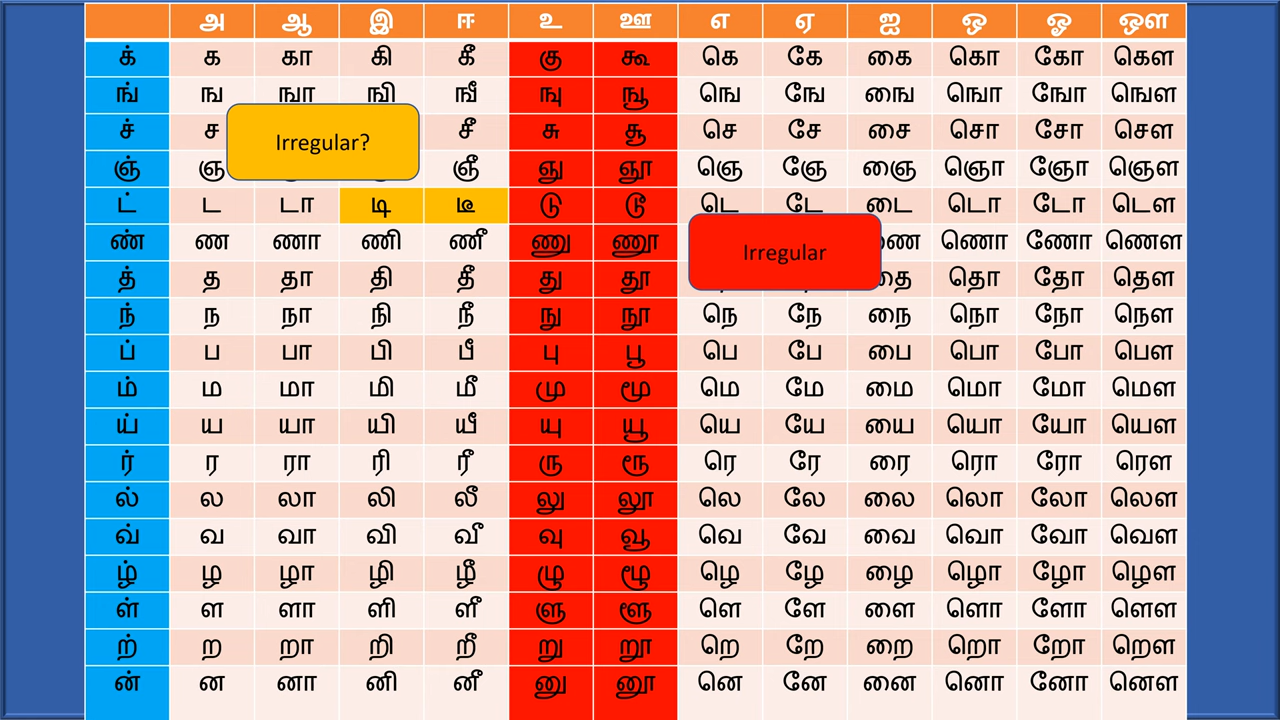 அ ஆ இ ஈ உ ஊ எ ஏ ஐ ஒ ஓ ஔ
க் க கா கி கீ கு கூ கெ கே கை கொ கோ கௌ
ங் ங ஙா ஙி ஙீ ஙு ஙூ ஙெ ஙே ஙை ஙொ ஙோ ஙௌ
ச் ச சீ சு சூ செ சே சை சொ சோ சௌ
Irregular?
ஞ் ஞ ஞீ ஞு ஞூ ஞெ ஞே ஞை ஞொ ஞோ ஞௌ
ட் ட டா டி டீ டு டூ டெ டே டை டொ டோ டௌ
ண் ண ணா ணி ணீ ணு ணூ ணை ணொ ணோ ணௌ
Irregular
த் த தா தி தீ து தூ தை தொ தோ தௌ
ந் ந நா நி நீ நு நூ நெ நே நை நொ நோ நௌ
ப் ப பா பி பீ பு பூ பெ பே பை பொ போ பௌ
ம் ம மா மி மீ மு மூ மெ மே மை மொ மோ மௌ
ய் ய யா யி யீ யு யூ யெ யே யை யொ யோ யௌ
ர் ர ரா ரி ரீ ரு ரூ ரெ ரே ரை ரொ ரோ ரௌ
ல் ல லா லி லீ லு லூ லெ லே லை லொ லோ லௌ
வ் வ வா வி வீ வு வூ வெ வே வை வொ வோ வௌ
ழ் ழ ழா ழி ழீ ழு ழூ ழெ ழே ழை ழொ ழோ ழௌ
ள் ள ளா ளி ளீ ளு ளூ ளெ ளே ளை ளொ ளோ ளௌ
ற் ற றா றி றீ று றூ றெ றே றை றொ றோ றௌ
ன் ன னா னி னீ னு னூ னெ னே னை னொ னோ னௌ